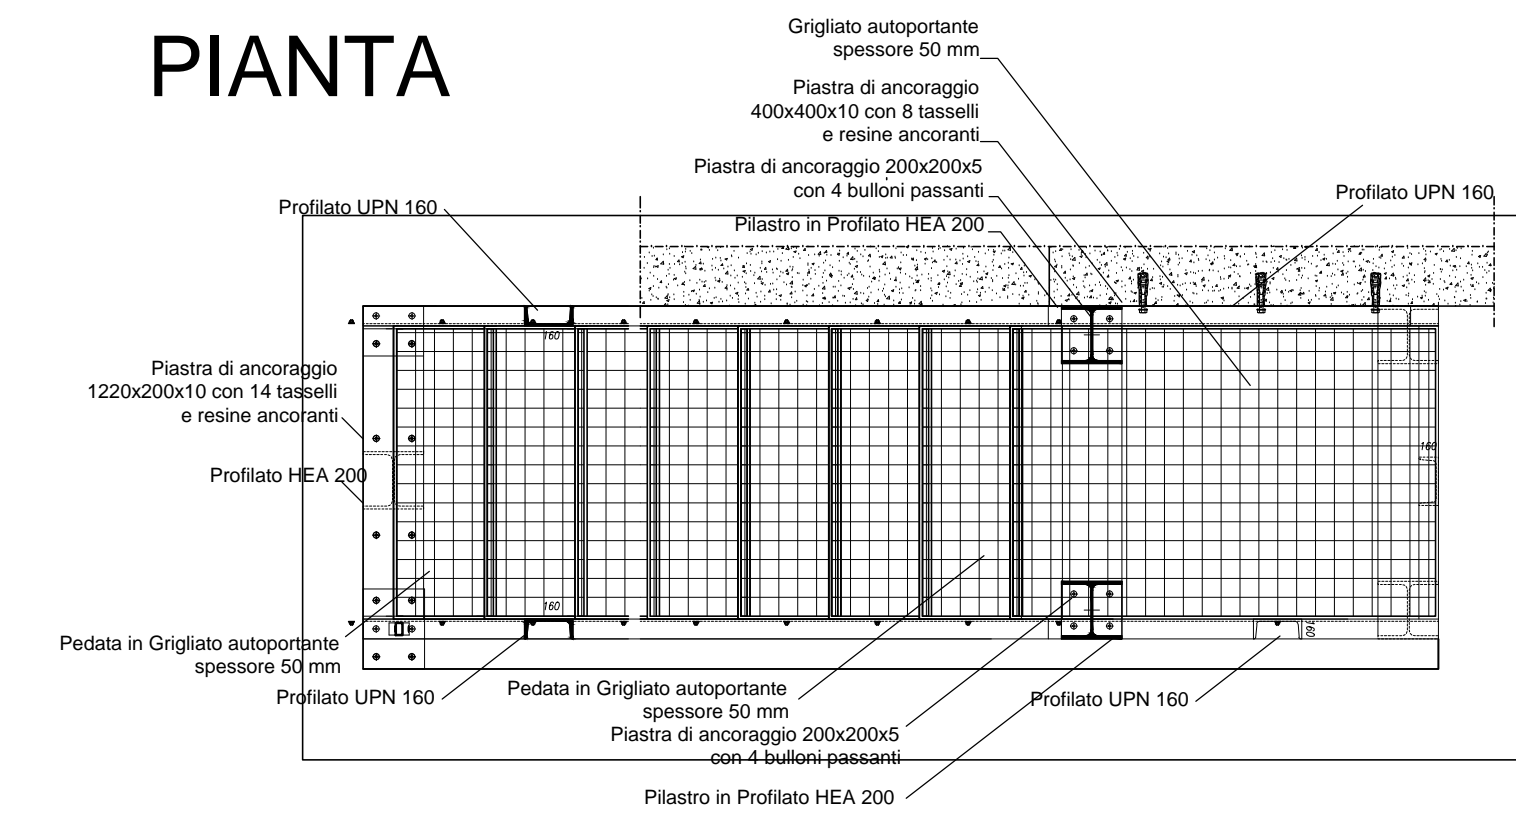 PIANTA
Grigliato autoportante
spessore 50 mm
Piastra di ancoraggio
400x400x10 con 8 tasselli
e resine ancoranti
Piastra di ancoraggio 200x200x5
con 4 bulloni passanti
Pilastro in Profilato HEA 200
Profilato UPN 160
Profilato UPN 160
160
Piastra di ancoraggio
1220x200x10 con 14 tasselli
e resine ancoranti
Profilato HEA 200
160
160
160
Pedata in Grigliato autoportante
spessore 50 mm
Profilato UPN 160
Pedata in Grigliato autoportante
spessore 50 mm
Piastra di ancoraggio 200x200x5
con 4 bulloni passanti
Profilato UPN 160
Pilastro in Profilato HEA 200